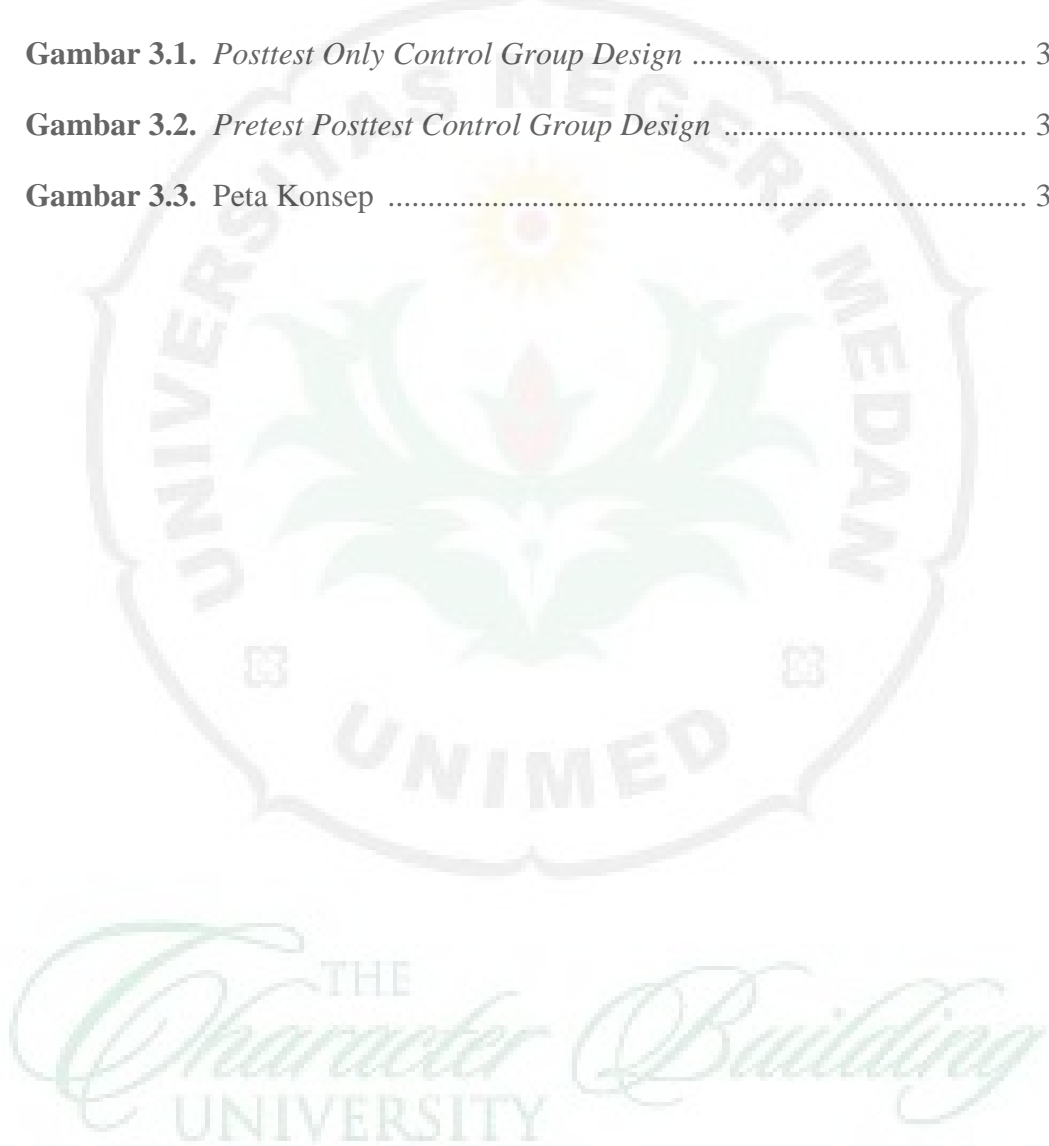 Gambar 3.1. Posttest Only Control Group Design ........................................ 3
Gambar 3.2. Pretest Posttest Control Group Design .................................... 3
Gambar 3.3. Peta Konsep ............................................................................. 3
UNIVERSITAS NEGERI MEDAN
UNIMED
THE
Character Building
UNIVERSITY